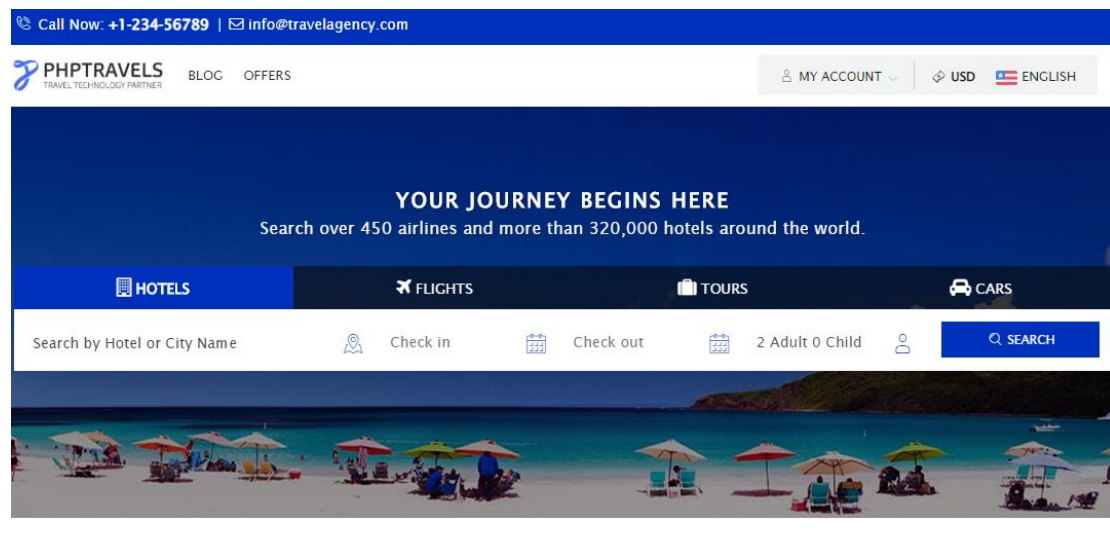 Call Now: +1-234-56789 | info@travelagency.com
PHPTRAVELS
TRAVEL TECHNOLOGY PARTNER
BLOG OFFERS
MY ACCOUNT
USD
ENGLISH
YOUR JOURNEY BEGINS HERE
Search over 450 airlines and more than 320,000 hotels around the world.
HOTELS FLIGHTS TOURS CARS
Search by Hotel or City Name Check in Check out 2 Adult 0 Child SEARCH